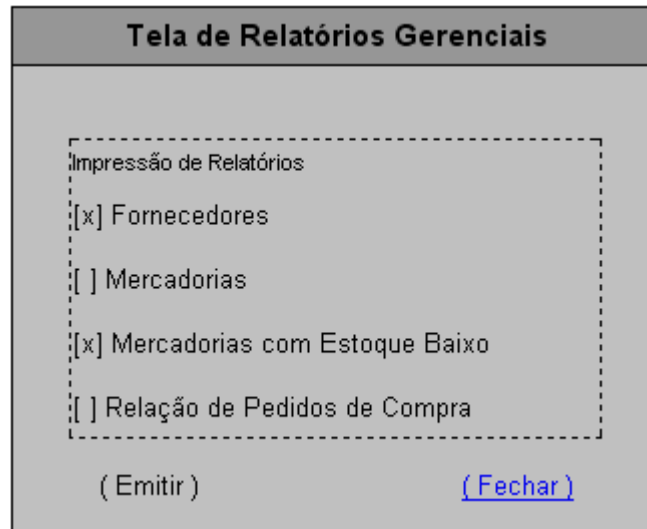 Tela de Relatórios Gerenciais
Impressão de Relatórios
[x] Fornecedores
[ ] Mercadorias
[x] Mercadorias com Estoque Baixo
[ ] Relação de Pedidos de Compra
( Emitir ) ( Fechar )